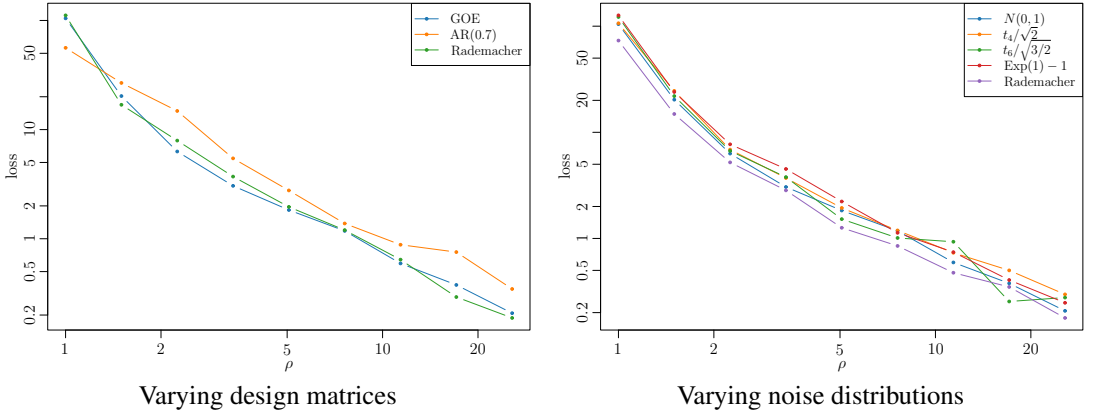 GOE
AR(0.7)
Rademacher
loss
50
10
5
2
1
0.5
0.2
1
2
5
10
20
ρ
Varying design matrices
N(0, 1)
t₄/√2
t₆/√3/2
Exp(1) − 1
Rademacher
loss
50
20
5
2
1
0.5
0.2
1
2
5
10
20
ρ
Varying noise distributions